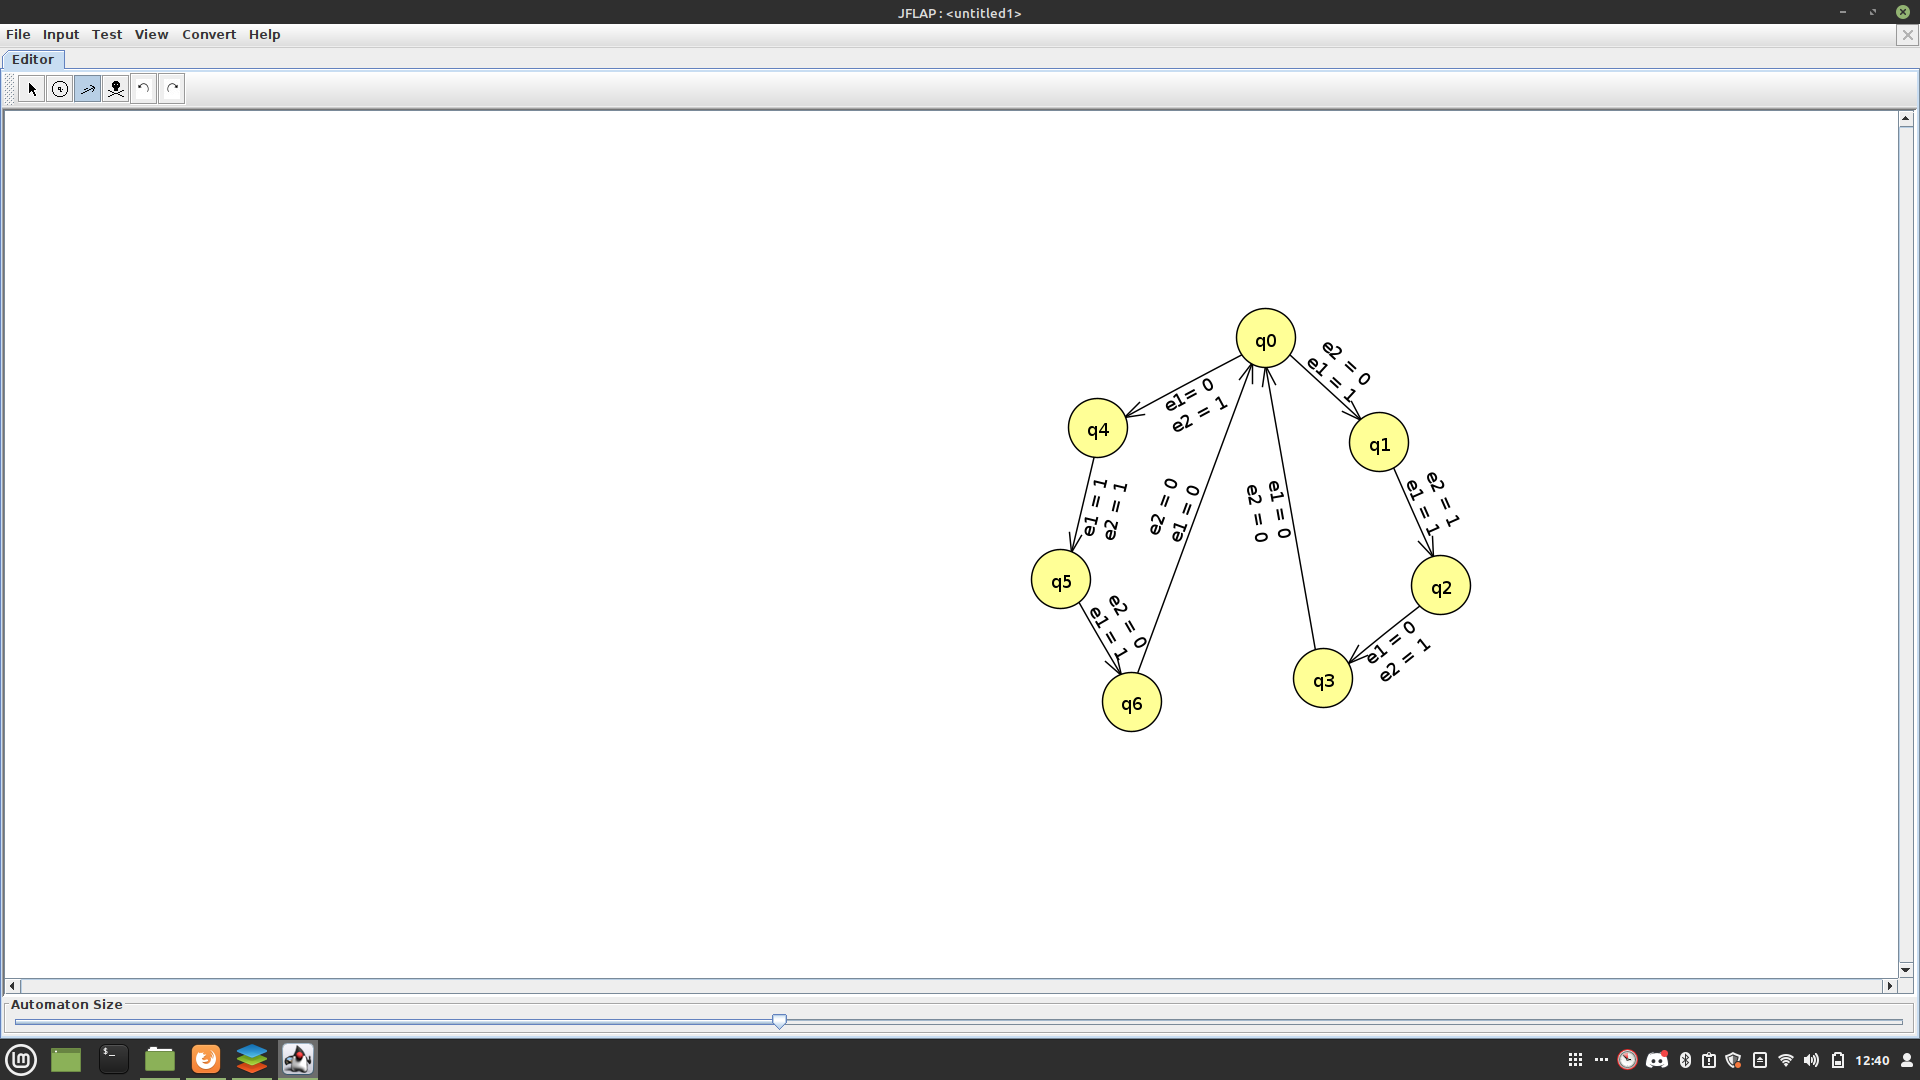 JFLAP : <untitled1>
File Input Test View Convert Help
Editor
q0
e2 = 0
e1 = 1
e1= 0
e2 = 1
q4
q1
e1 = 1
e2 = 1
e2 = 0
e1 = 0
e1 = 0
e2 = 0
e2 = 1
e1 = 1
q5
q2
e2 = 0
e1 = 1
e1 = 0
e2 = 1
q3
q6
Automaton Size
12:40